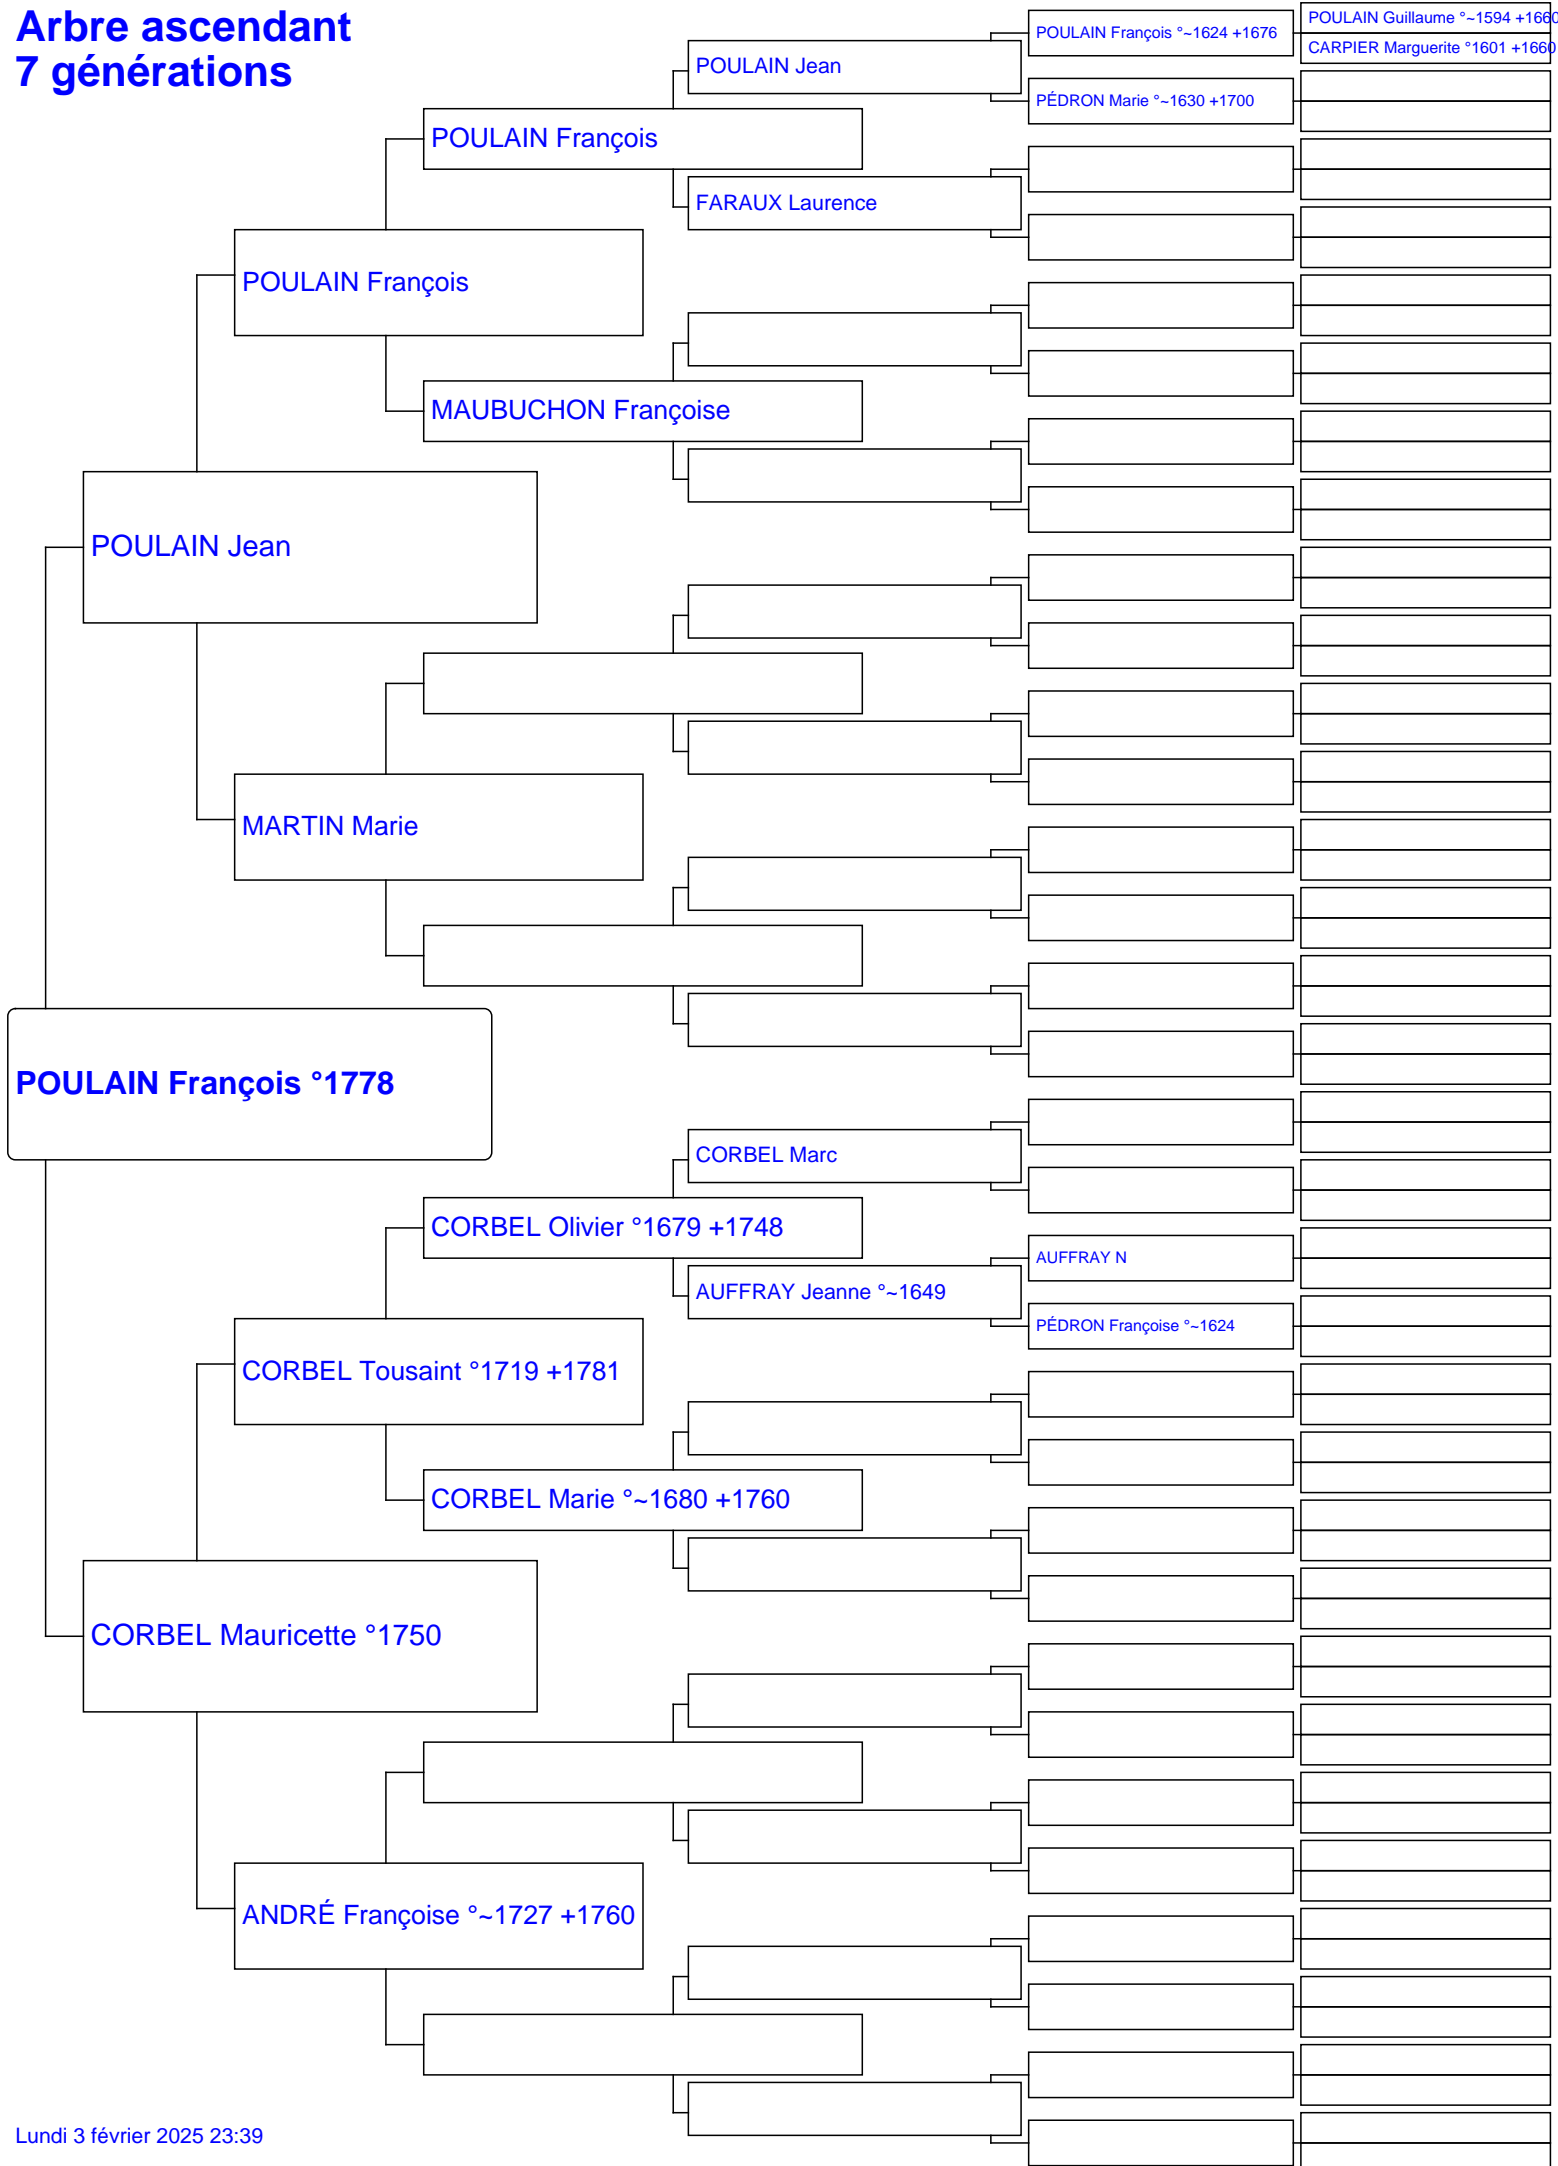 Arbre ascendant
7 générations
POULAIN Guillaume °~1594 +1660
POULAIN François °~1624 +1676
CARPIER Marguerite °1601 +1660
POULAIN Jean
PÉDRON Marie °~1630 +1700
POULAIN François
FARAUX Laurence
POULAIN François
MAUBUCHON Françoise
POULAIN Jean
MARTIN Marie
POULAIN François °1778
CORBEL Marc
CORBEL Olivier °1679 +1748
AUFFRAY N
AUFFRAY Jeanne °~1649
PÉDRON Françoise °~1624
CORBEL Tousaint °1719 +1781
CORBEL Marie °~1680 +1760
CORBEL Mauricette °1750
ANDRÉ Françoise °~1727 +1760
Lundi 3 février 2025 23:39